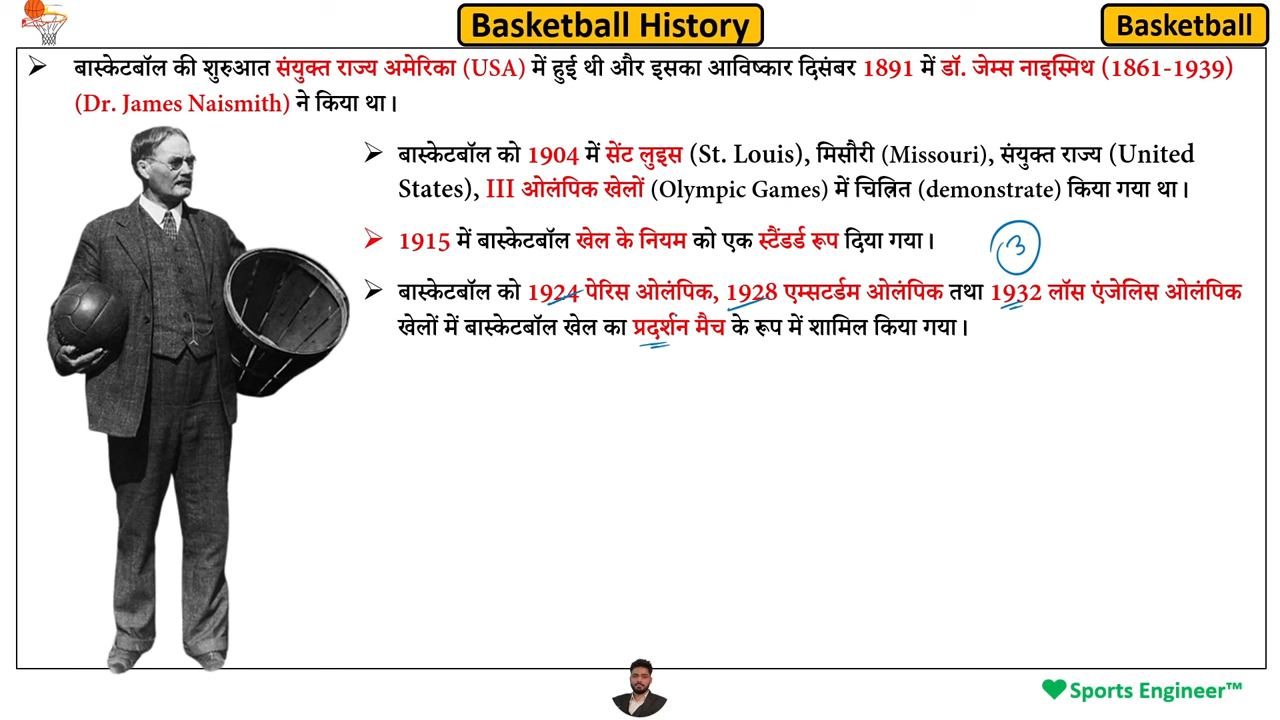 Basketball History
Basketball
➢ बास्केटबॉल की शुरुआत संयुक्त राज्य अमेरिका (USA) में हुई थी और इसका आविष्कार दिसंबर 1891 में डॉ. जेम्स नाइस्मिथ (1861-1939)
(Dr. James Naismith) ने किया था।
➢ बास्केटबॉल को 1904 में सेंट लुइस (St. Louis), मिसौरी (Missouri), संयुक्त राज्य (United
States), III ओलंपिक खेलों (Olympic Games) में चित्रित (demonstrate) किया गया था।
➢ 1915 में बास्केटबॉल खेल के नियम को एक स्टैंडर्ड रूप दिया गया।
3
➢ बास्केटबॉल को 1924 पेरिस ओलंपिक, 1928 एम्सटर्डम ओलंपिक तथा 1932 लॉस एंजेलिस ओलंपिक
खेलों में बास्केटबॉल खेल का प्रदर्शन मैच के रूप में शामिल किया गया।
Sports Engineer™